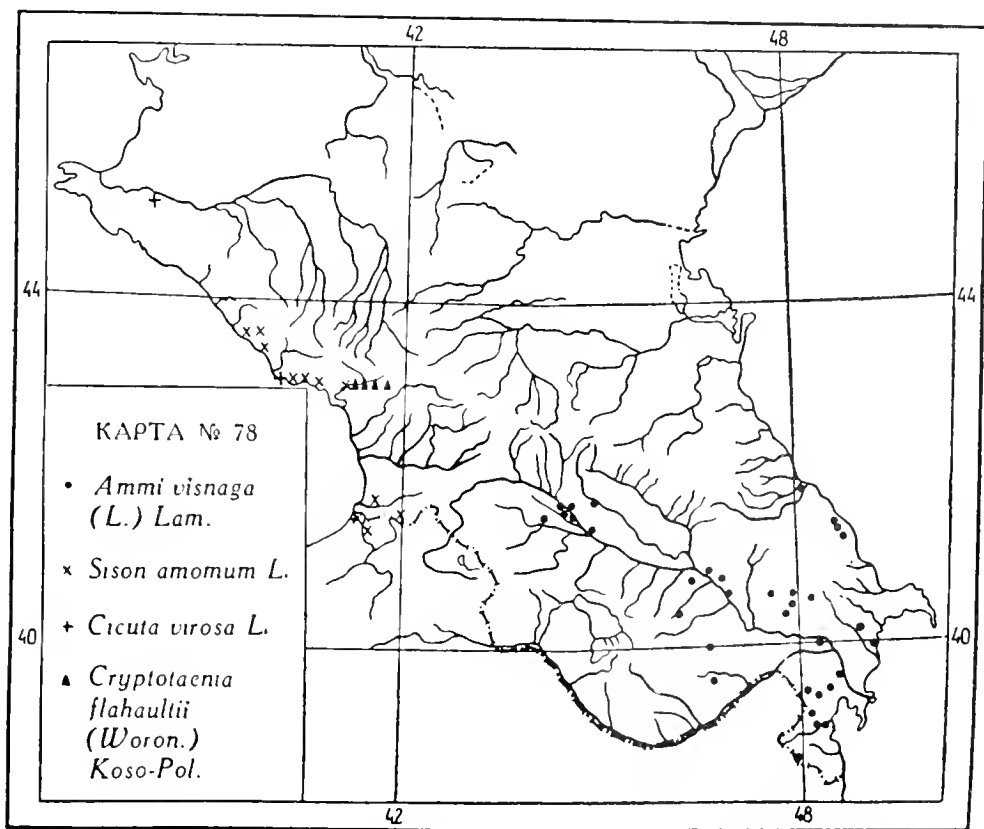 42 48
44 44
КАРТА № 78
• Ammi visnaga
(L.) Lam.
× Sison amomum L.
+ Cicuta virosa L.
▲ Cryptotaenia
flahaultii
(Woron.)
Koso-Pol.
40 40
42 48